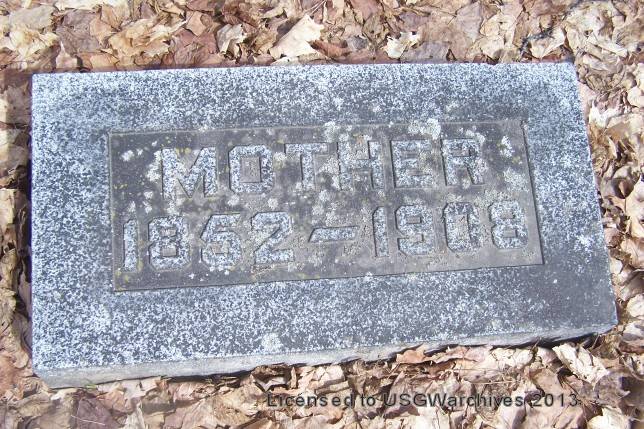 MOTHER
1852-1908
Licensed to USGWarchives 2013